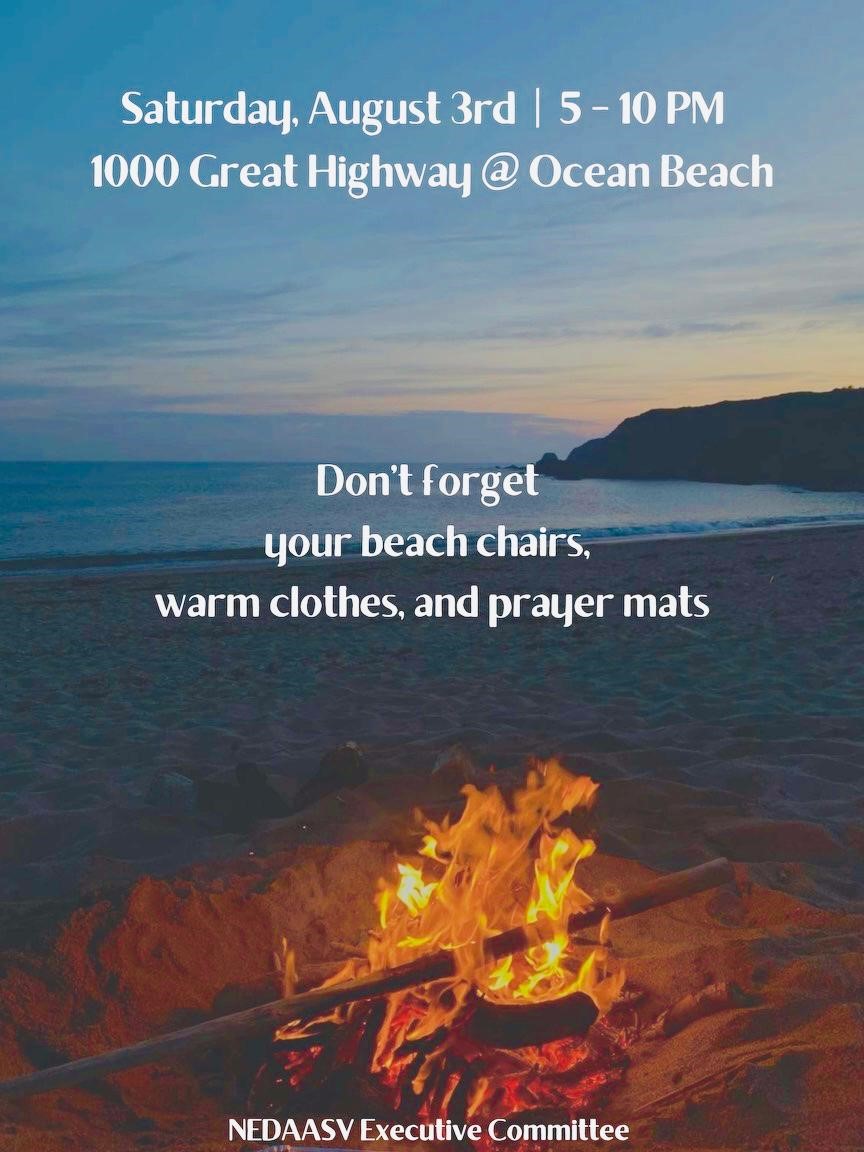 Saturday, August 3rd | 5 - 10 PM
1000 Great Highway @ Ocean Beach
Don't forget
your beach chairs,
warm clothes, and prayer mats
NEDAASV Executive Committee